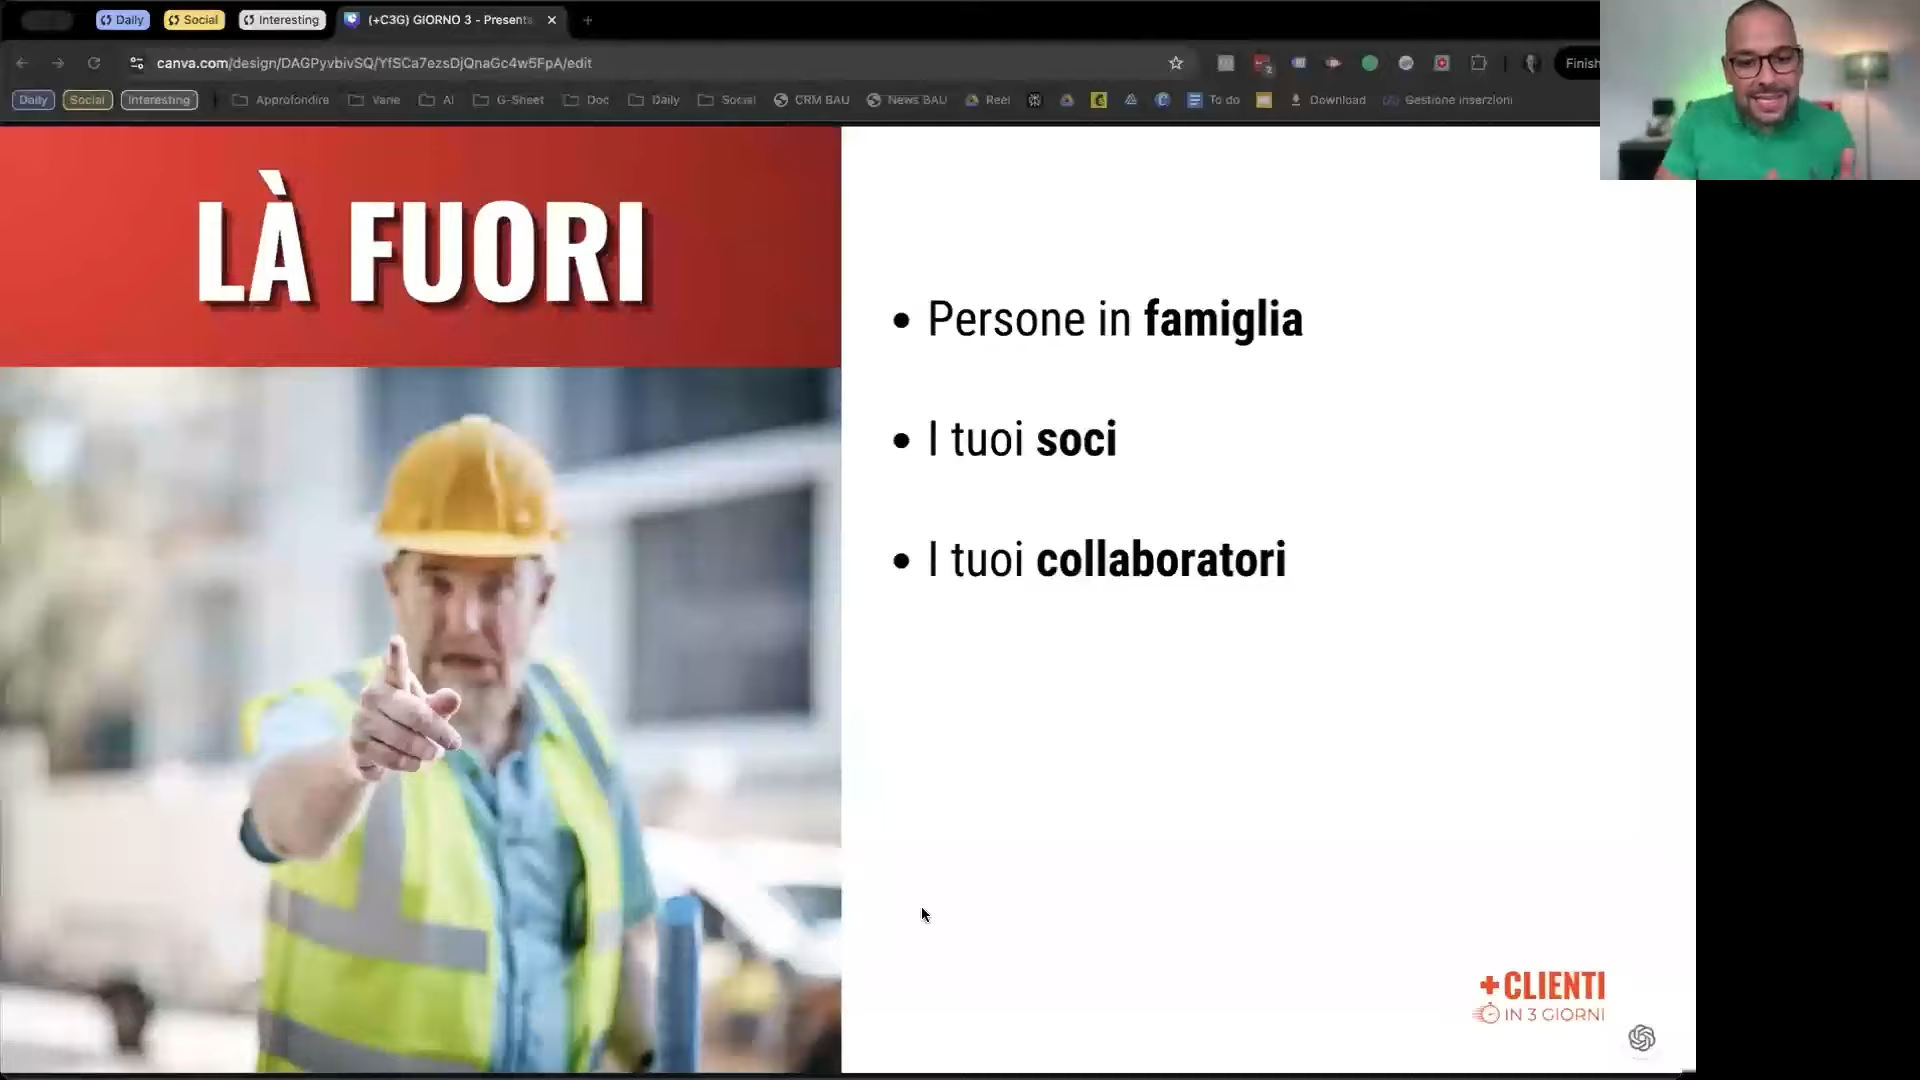 Daily
Social
Interesting
(+C3G) GIORNO 3 - Present
canva.com/design/DAGPyvbivSQ/YfSCa7ezsDjQnaGc4w5FpA/edit
2
Finish
Daily
Social
Interesting
Approfondire
Varie
AI
G-Sheet
Doc
Daily
Social
CRM BAU
News BAU
Reel
To do
Download
Gestione inserzioni
LÀ FUORI
• Persone in famiglia
• I tuoi soci
• I tuoi collaboratori
+CLIENTI
IN 3 GIORNI